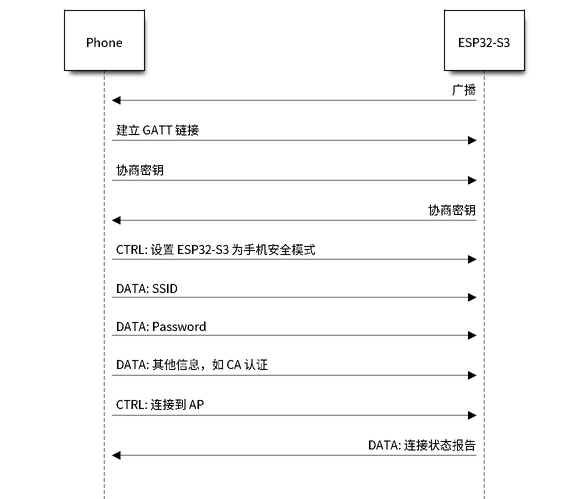 Phone
ESP32-S3
广播
建立 GATT 链接
协商密钥
协商密钥
CTRL: 设置 ESP32-S3 为手机安全模式
DATA: SSID
DATA: Password
DATA: 其他信息，如 CA 认证
CTRL: 连接到 AP
DATA: 连接状态报告